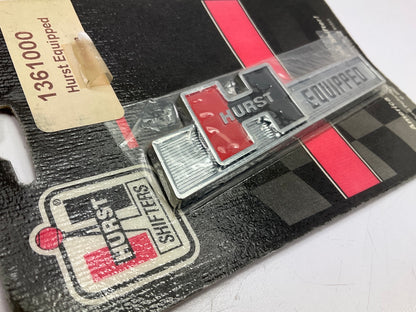 1361000
Hurst Equipped
HURST
EQUIPPED
HURST
®
SHIFTERS